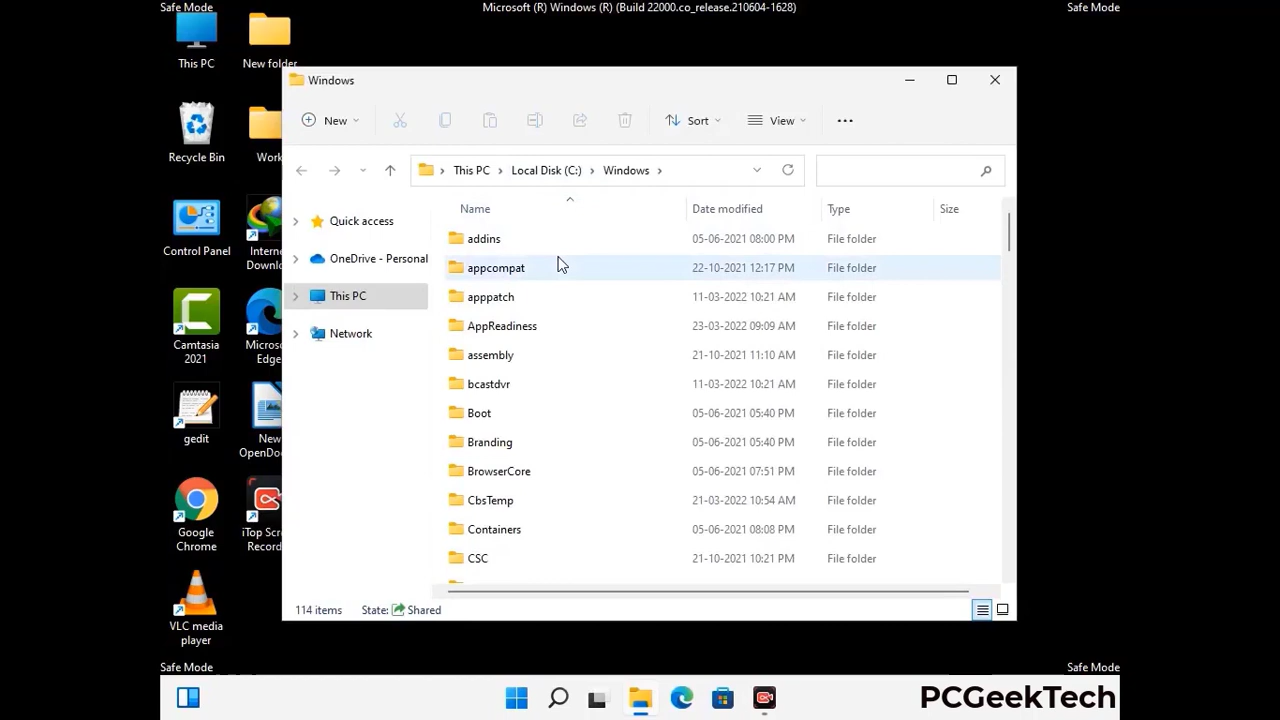 Safe Mode
Microsoft (R) Windows (R) (Build 22000.co_release.210604-1628)
Safe Mode
This PC
New folder
Recycle Bin
Work
Control Panel
Internet
Downlo
Camtasia
2021
Micros
Edge
gedit
New
OpenDo
Google
Chrome
iTop Scr
Record
VLC media
player
Windows
New
Sort
View
This PC
Local Disk (C:)
Windows
Quick access
OneDrive - Personal
This PC
Network
Name
Date modified
Type
Size
addins 05-06-2021 08:00 PM File folder
appcompat 22-10-2021 12:17 PM File folder
apppatch 11-03-2022 10:21 AM File folder
AppReadiness 23-03-2022 09:09 AM File folder
assembly 21-10-2021 11:10 AM File folder
bcastdvr 11-03-2022 10:21 AM File folder
Boot 05-06-2021 05:40 PM File folder
Branding 05-06-2021 05:40 PM File folder
BrowserCore 05-06-2021 07:51 PM File folder
CbsTemp 21-03-2022 10:54 AM File folder
Containers 05-06-2021 08:08 PM File folder
CSC 21-10-2021 10:21 PM File folder
114 items
State: Shared
Safe Mode
Safe Mode
PCGeekTech